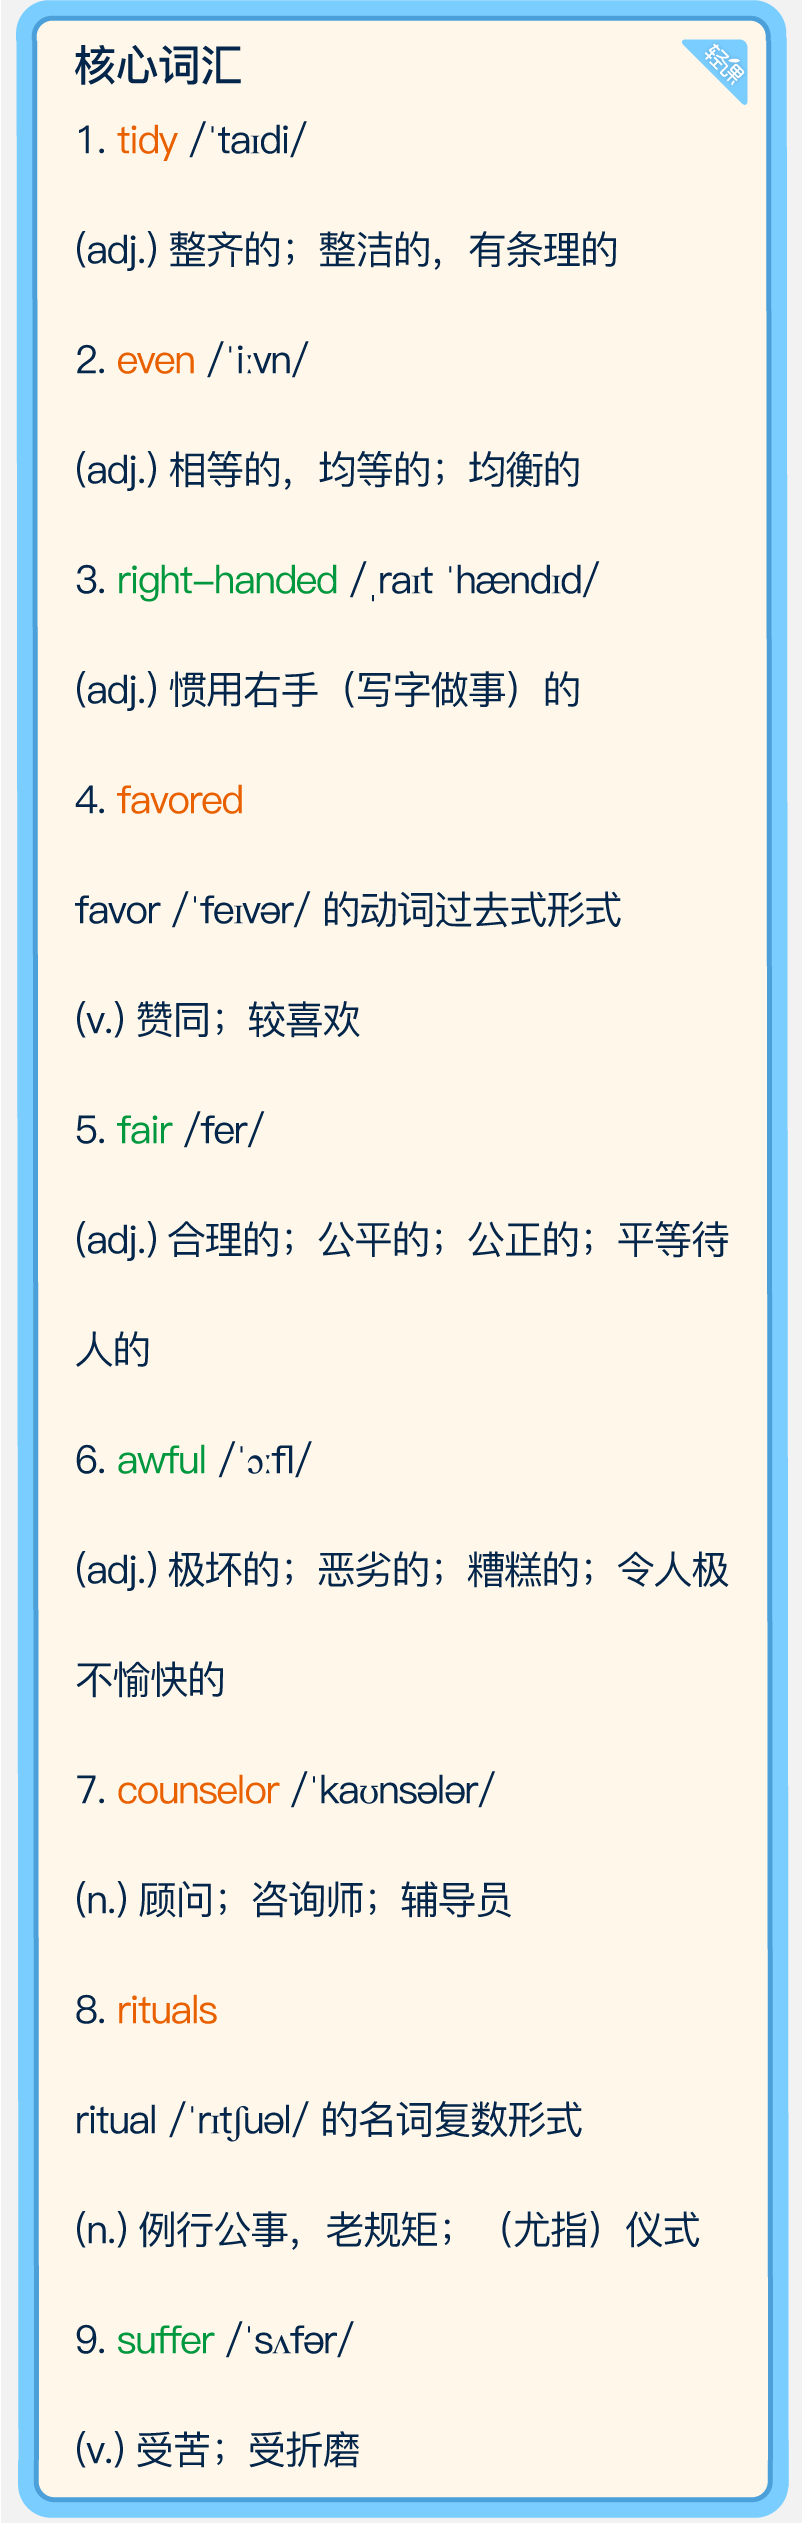 核心词汇
轻课
1. tidy /ˈtaɪdi/
(adj.) 整齐的；整洁的，有条理的
2. even /ˈiːvn/
(adj.) 相等的，均等的；均衡的
3. right-handed /ˌraɪt ˈhændɪd/
(adj.) 惯用右手（写字做事）的
4. favored
favor /ˈfeɪvər/ 的动词过去式形式
(v.) 赞同；较喜欢
5. fair /fer/
(adj.) 合理的；公平的；公正的；平等待
人的
6. awful /ˈɔːfl/
(adj.) 极坏的；恶劣的；糟糕的；令人极
不愉快的
7. counselor /ˈkaʊnsələr/
(n.) 顾问；咨询师；辅导员
8. rituals
ritual /ˈrɪtʃuəl/ 的名词复数形式
(n.) 例行公事，老规矩；（尤指）仪式
9. suffer /ˈsʌfər/
(v.) 受苦；受折磨